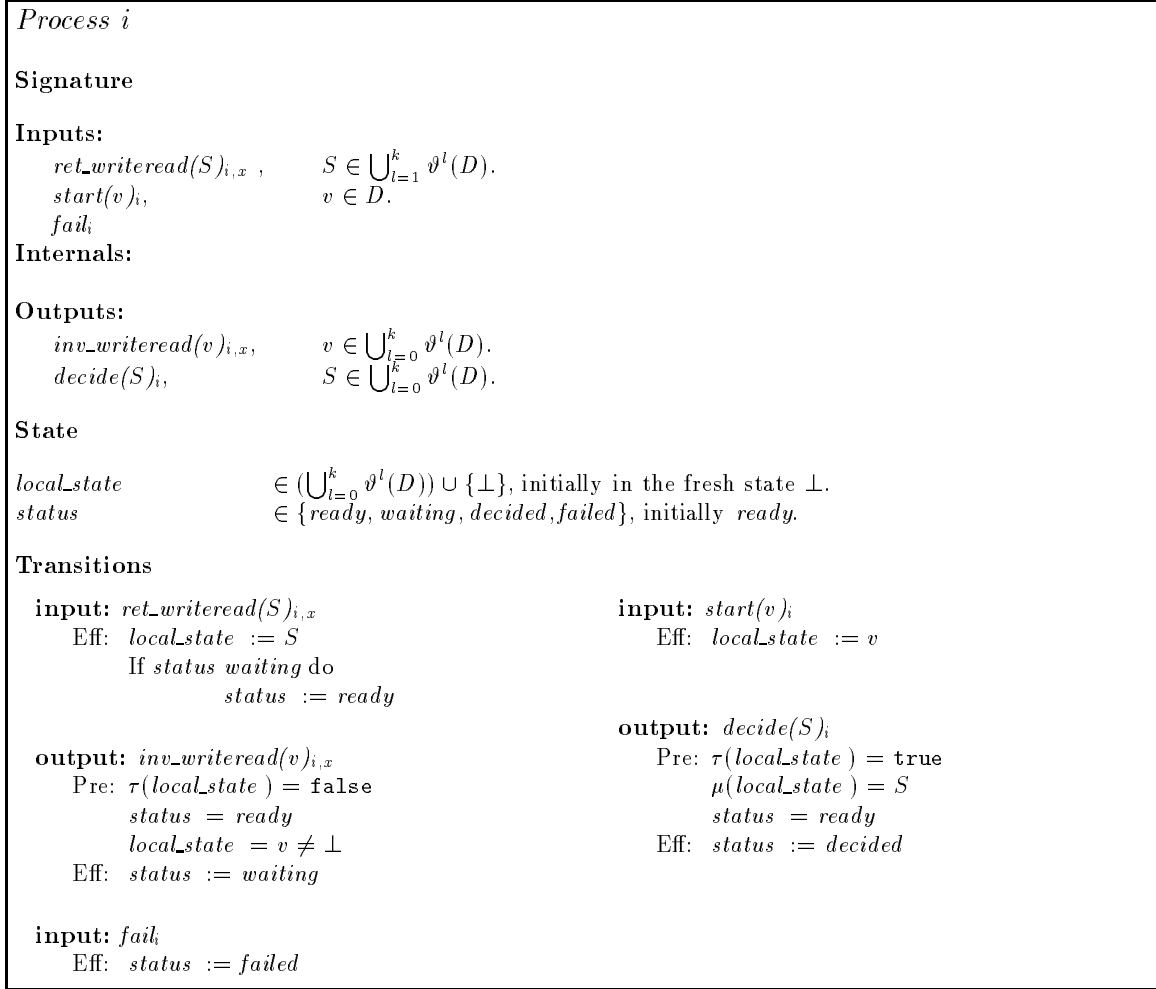 Process i
Signature
Inputs:
ret_writeread(S)_{i,x} , S ∈ ⋃_{l=1}^{k} ϑ^l(D).
start(v)_i, v ∈ D.
fail_i
Internals:
Outputs:
inv_writeread(v)_{i,x}, v ∈ ⋃_{l=0}^{k} ϑ^l(D).
decide(S)_i, S ∈ ⋃_{l=0}^{k} ϑ^l(D).
State
local_state ∈ (⋃_{l=0}^{k} ϑ^l(D)) ∪ {⊥}, initially in the fresh state ⊥.
status ∈ {ready, waiting, decided,failed}, initially ready.
Transitions
input: ret_writeread(S)_{i,x}
Eff: local_state := S
If status waiting do
status := ready
output: inv_writeread(v)_{i,x}
Pre: τ(local_state ) = false
status = ready
local_state = v ≠ ⊥
Eff: status := waiting
input: fail_i
Eff: status := failed
input: start(v)_i
Eff: local_state := v
output: decide(S)_i
Pre: τ(local_state ) = true
μ(local_state ) = S
status = ready
Eff: status := decided